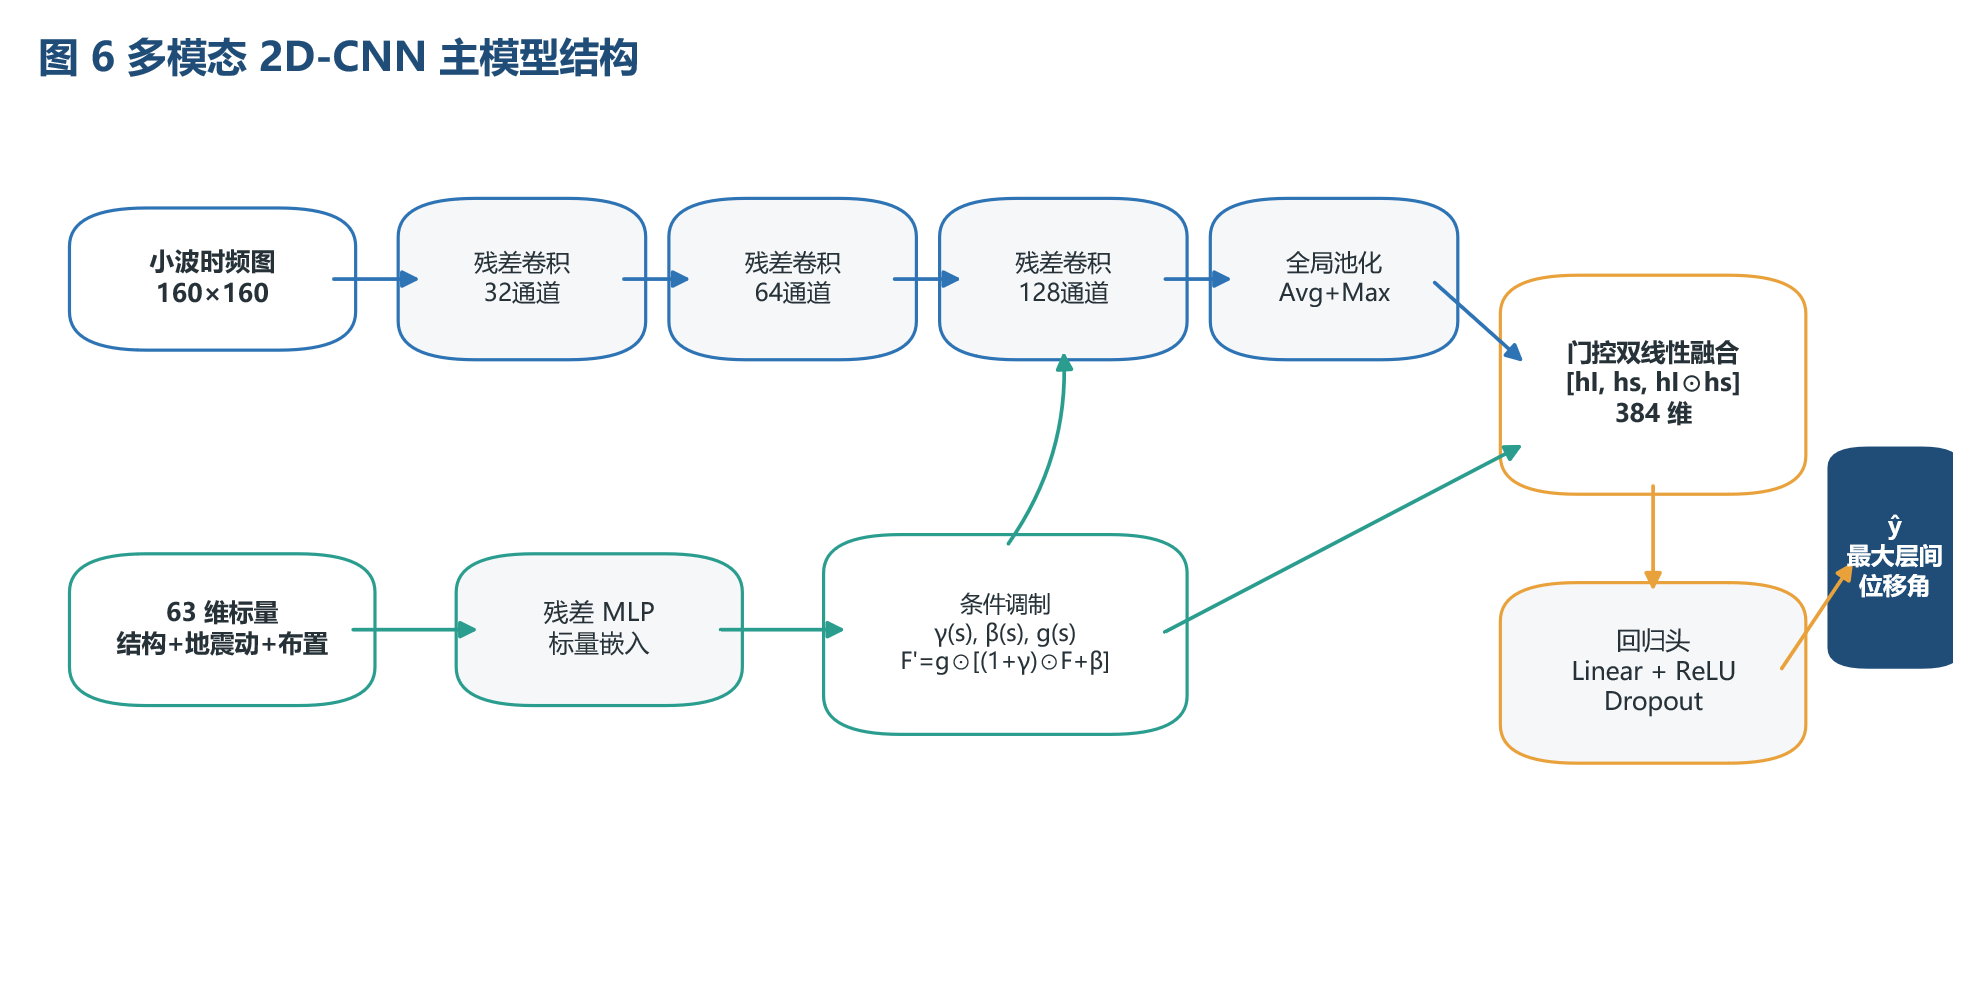 图 6 多模态 2D-CNN 主模型结构
小波时频图
160×160
残差卷积
32通道
残差卷积
64通道
残差卷积
128通道
全局池化
Avg+Max
门控双线性融合
[hI, hs, hI⊙hs]
384 维
63 维标量
结构+地震动+布置
残差 MLP
标量嵌入
条件调制
γ(s), β(s), g(s)
F'=g⊙[(1+γ)⊙F+β]
回归头
Linear + ReLU
Dropout
ŷ
最大层间
位移角